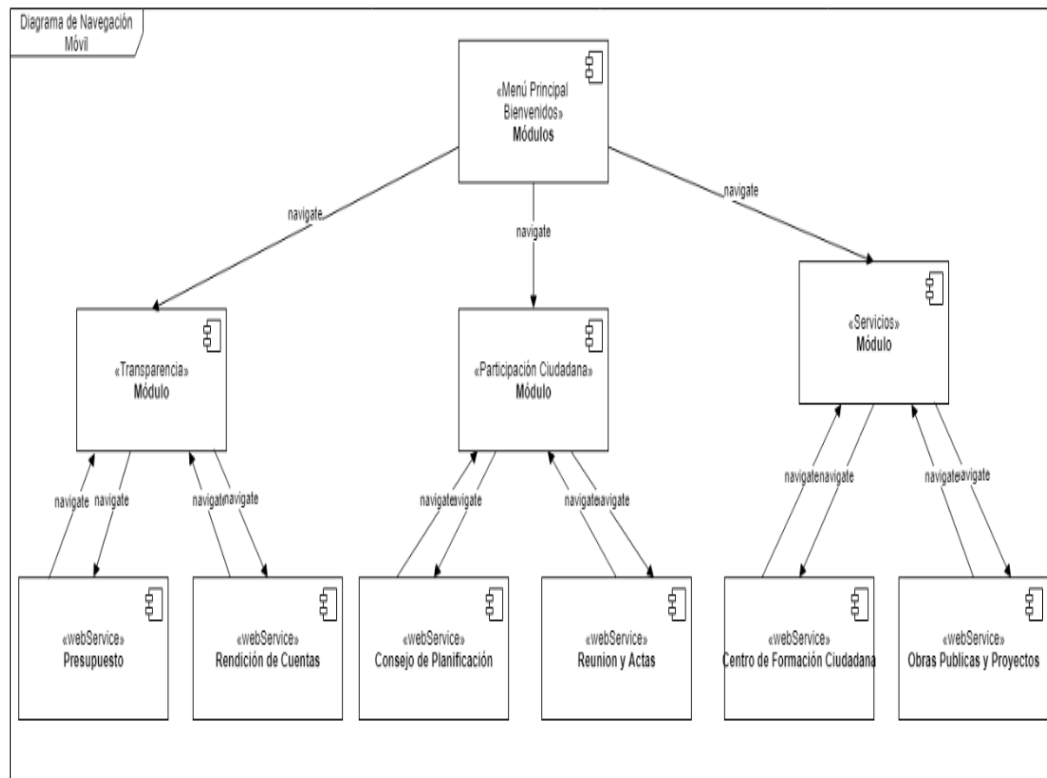 Diagrama de Navegación
Móvil
«Menú Principal
Bienvenidos»
Módulos
navigate
navigate
navigate
«Transparencia»
Módulo
«Participación Ciudadana»
Módulo
«Servicios»
Módulo
navigate
navigate
navigate
navigate
navigate
navigate
navigate
navigate
navigate
navigate
navigate
navigate
«webService»
Presupuesto
«webService»
Rendición de Cuentas
«webService»
Consejo de Planificación
«webService»
Reunion y Actas
«webService»
Centro de Formación Ciudadana
«webService»
Obras Publicas y Proyectos